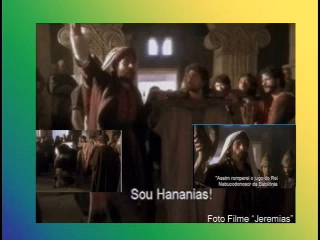 "Assim romperei o jugo do Rei
Nabucodonosor da Babilônia
Sou Hananias!
Foto Filme "Jeremias"